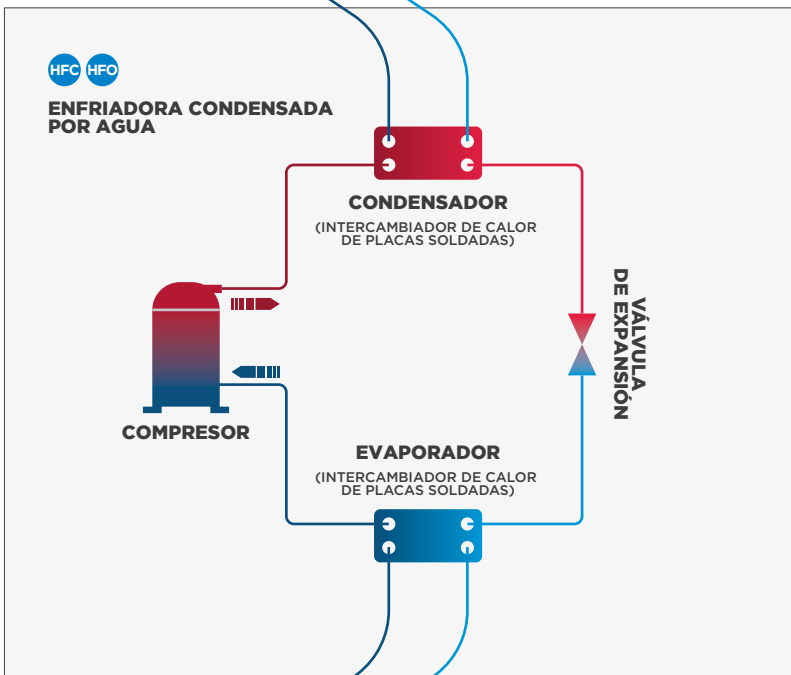 HFC HFO
ENFRIADORA CONDENSADA
POR AGUA
CONDENSADOR
(INTERCAMBIADOR DE CALOR
DE PLACAS SOLDADAS)
VÁLVULA
DE EXPANSIÓN
COMPRESOR
EVAPORADOR
(INTERCAMBIADOR DE CALOR
DE PLACAS SOLDADAS)